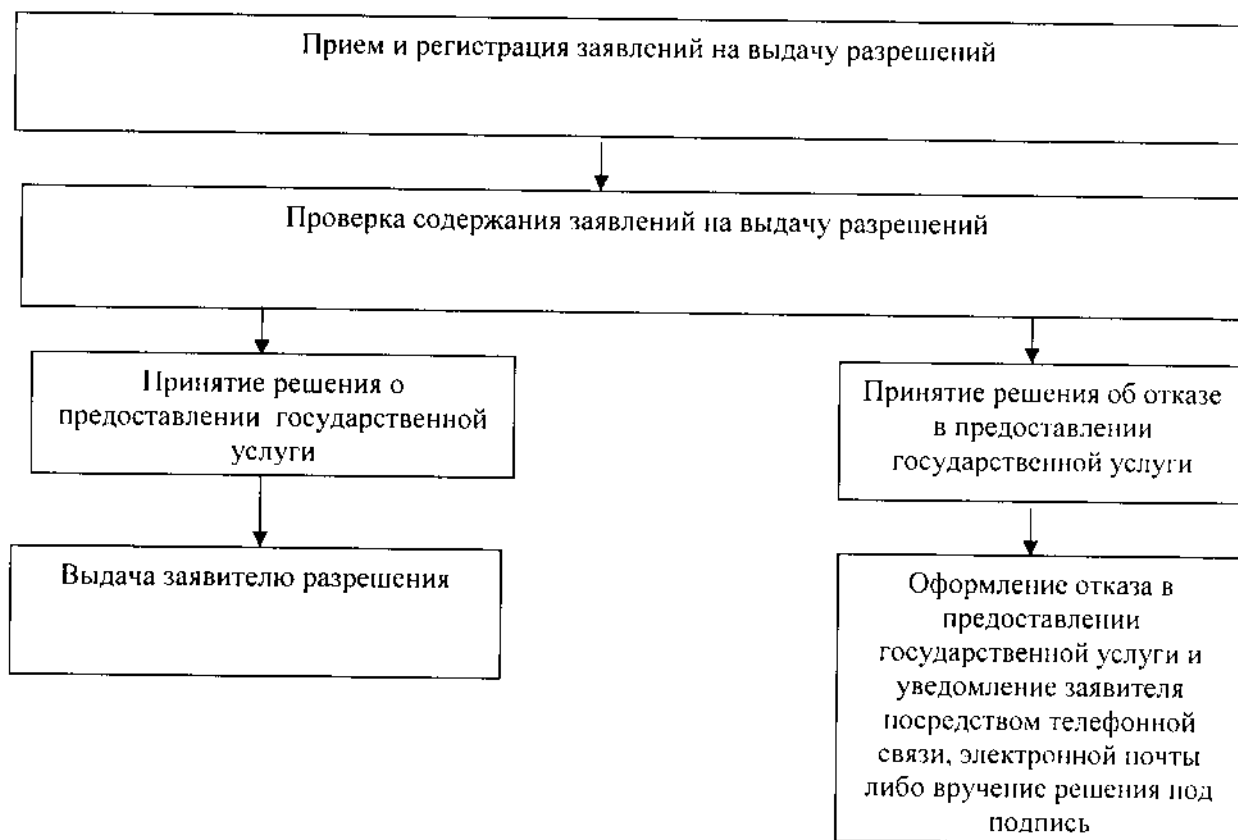 Прием и регистрация заявлений на выдачу разрешений
Проверка содержания заявлений на выдачу разрешений
Принятие решения о
предоставлении государственной
услуги
Принятие решения об отказе
в предоставлении
государственной услуги
Выдача заявителю разрешения
Оформление отказа в
предоставлении
государственной услуги и
уведомление заявителя
посредством телефонной
связи, электронной почты
либо вручение решения под
подпись